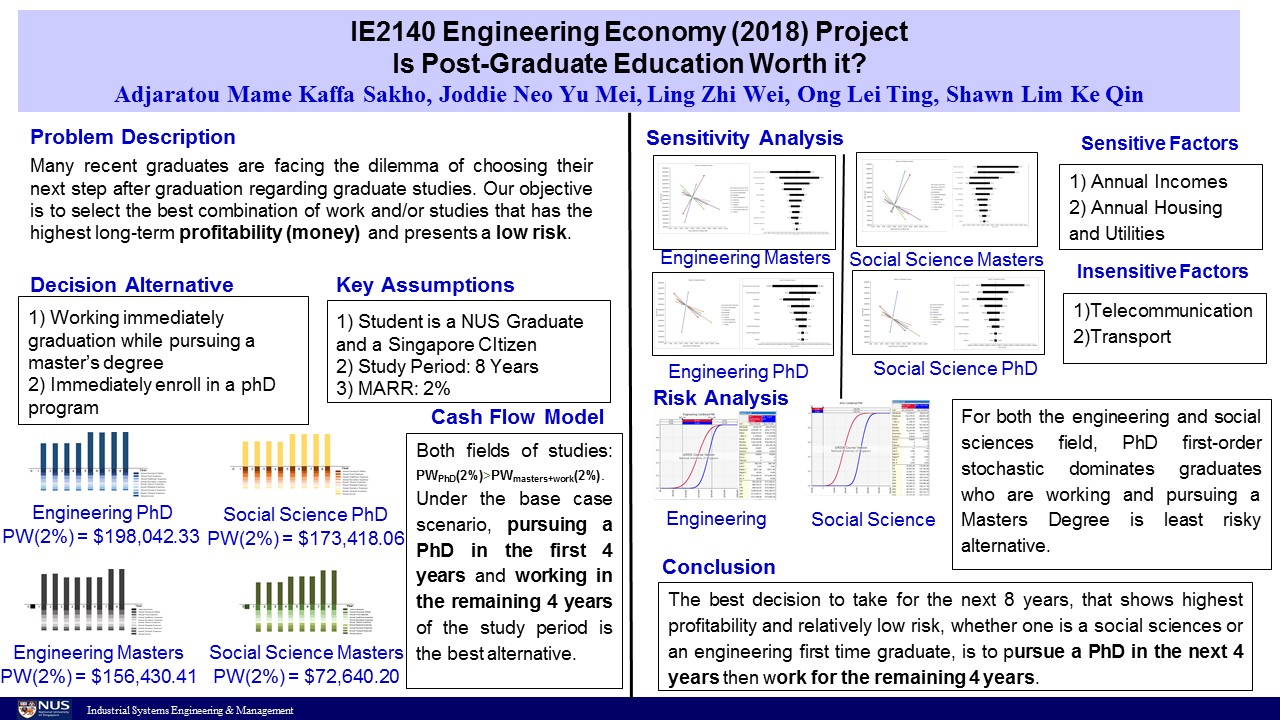 IE2140 Engineering Economy (2018) Project
Is Post-Graduate Education Worth it?
Adjaratou Mame Kaffa Sakho, Joddie Neo Yu Mei, Ling Zhi Wei, Ong Lei Ting, Shawn Lim Ke Qin
Problem Description
Many recent graduates are facing the dilemma of choosing their
next step after graduation regarding graduate studies. Our objective
is to select the best combination of work and/or studies that has the
highest long-term profitability (money) and presents a low risk.
Decision Alternative
1) Working immediately
graduation while pursuing a
master's degree
2) Immediately enroll in a phD
program
Key Assumptions
1) Student is a NUS Graduate
and a Singapore CItizen
2) Study Period: 8 Years
3) MARR: 2%
Engineering PhD
PW(2%) = $198,042.33
Social Science PhD
PW(2%) = $173,418.06
Engineering Masters
PW(2%) = $156,430.41
Social Science Masters
PW(2%) = $72,640.20
Cash Flow Model
Both fields of studies:
PWPhD(2%)>PWmasters+work(2%).
Under the base case
scenario, pursuing a
PhD in the first 4
years and working in
the remaining 4 years
of the study period is
the best alternative.
Sensitivity Analysis
Engineering Masters
Social Science Masters
Engineering PhD
Social Science PhD
Sensitive Factors
1) Annual Incomes
2) Annual Housing
and Utilities
Insensitive Factors
1)Telecommunication
2)Transport
Risk Analysis
Engineering
Social Science
For both the engineering and social
sciences field, PhD first-order
stochastic dominates graduates
who are working and pursuing a
Masters Degree is least risky
alternative.
Conclusion
The best decision to take for the next 8 years, that shows highest
profitability and relatively low risk, whether one is a social sciences or
an engineering first time graduate, is to pursue a PhD in the next 4
years then work for the remaining 4 years.
NUS
National University
of Singapore
Industrial Systems Engineering & Management